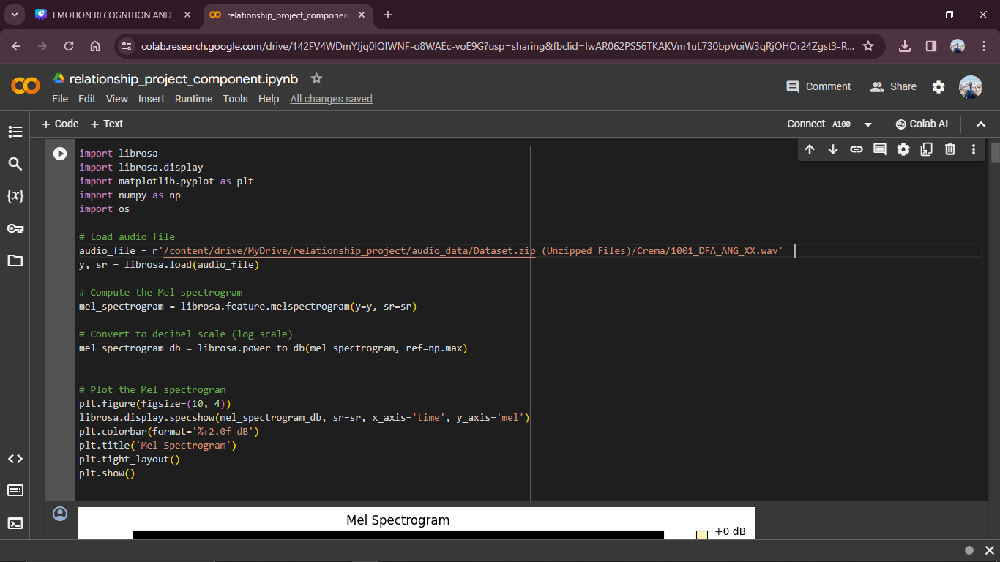 EMOTION RECOGNITION AND
relationship_project_componen
colab.research.google.com/drive/142FV4WDmYJjq0IQIWNF-o8WAEc-voE9G?usp=sharing&fbclid=IwAR062PS56TKAKVm1uL730bpVoiW3qRjOHOr24Zgst3-R...
relationship_project_component.ipynb
Comment
Share
File Edit View Insert Runtime Tools Help All changes saved
+ Code + Text
Connect A100
Colab AI
import librosa
import librosa.display
import matplotlib.pyplot as plt
import numpy as np
import os
# Load audio file
audio_file = r'/content/drive/MyDrive/relationship_project/audio_data/Dataset.zip (Unzipped Files)/Crema/1001_DFA_ANG_XX.wav'
y, sr = librosa.load(audio_file)
# Compute the Mel spectrogram
mel_spectrogram = librosa.feature.melspectrogram(y=y, sr=sr)
# Convert to decibel scale (log scale)
mel_spectrogram_db = librosa.power_to_db(mel_spectrogram, ref=np.max)
# Plot the Mel spectrogram
plt.figure(figsize=(10, 4))
librosa.display.specshow(mel_spectrogram_db, sr=sr, x_axis='time', y_axis='mel')
plt.colorbar(format='%+2.0f dB')
plt.title('Mel Spectrogram')
plt.tight_layout()
plt.show()
Mel Spectrogram
+0 dB